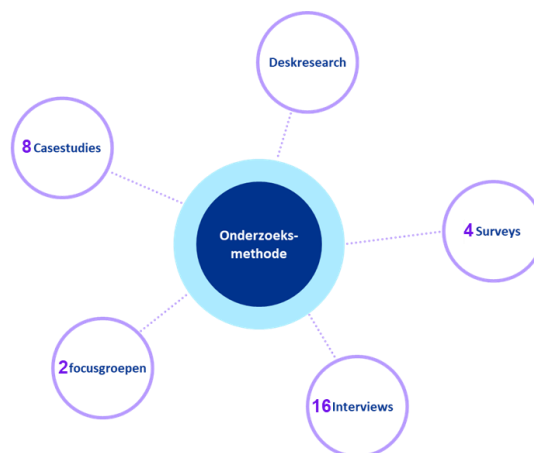 Deskresearch
8 Casestudies
4 Surveys
Onderzoeks-
methode
2 focusgroepen
16 Interviews